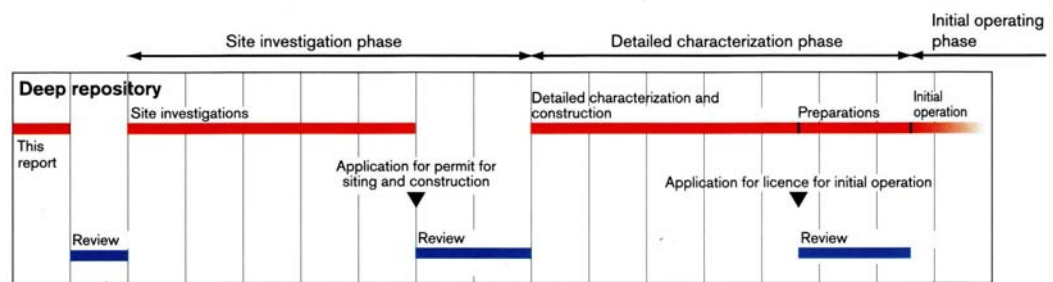 Initial operating
Site investigation phase
Detailed characterization phase
phase
Deep repository
Site investigations
Detailed characterization and
construction
Preparations
Initial
operation
This
report
Application for permit for
siting and construction
Application for licence for initial operation
Review
Review
Review